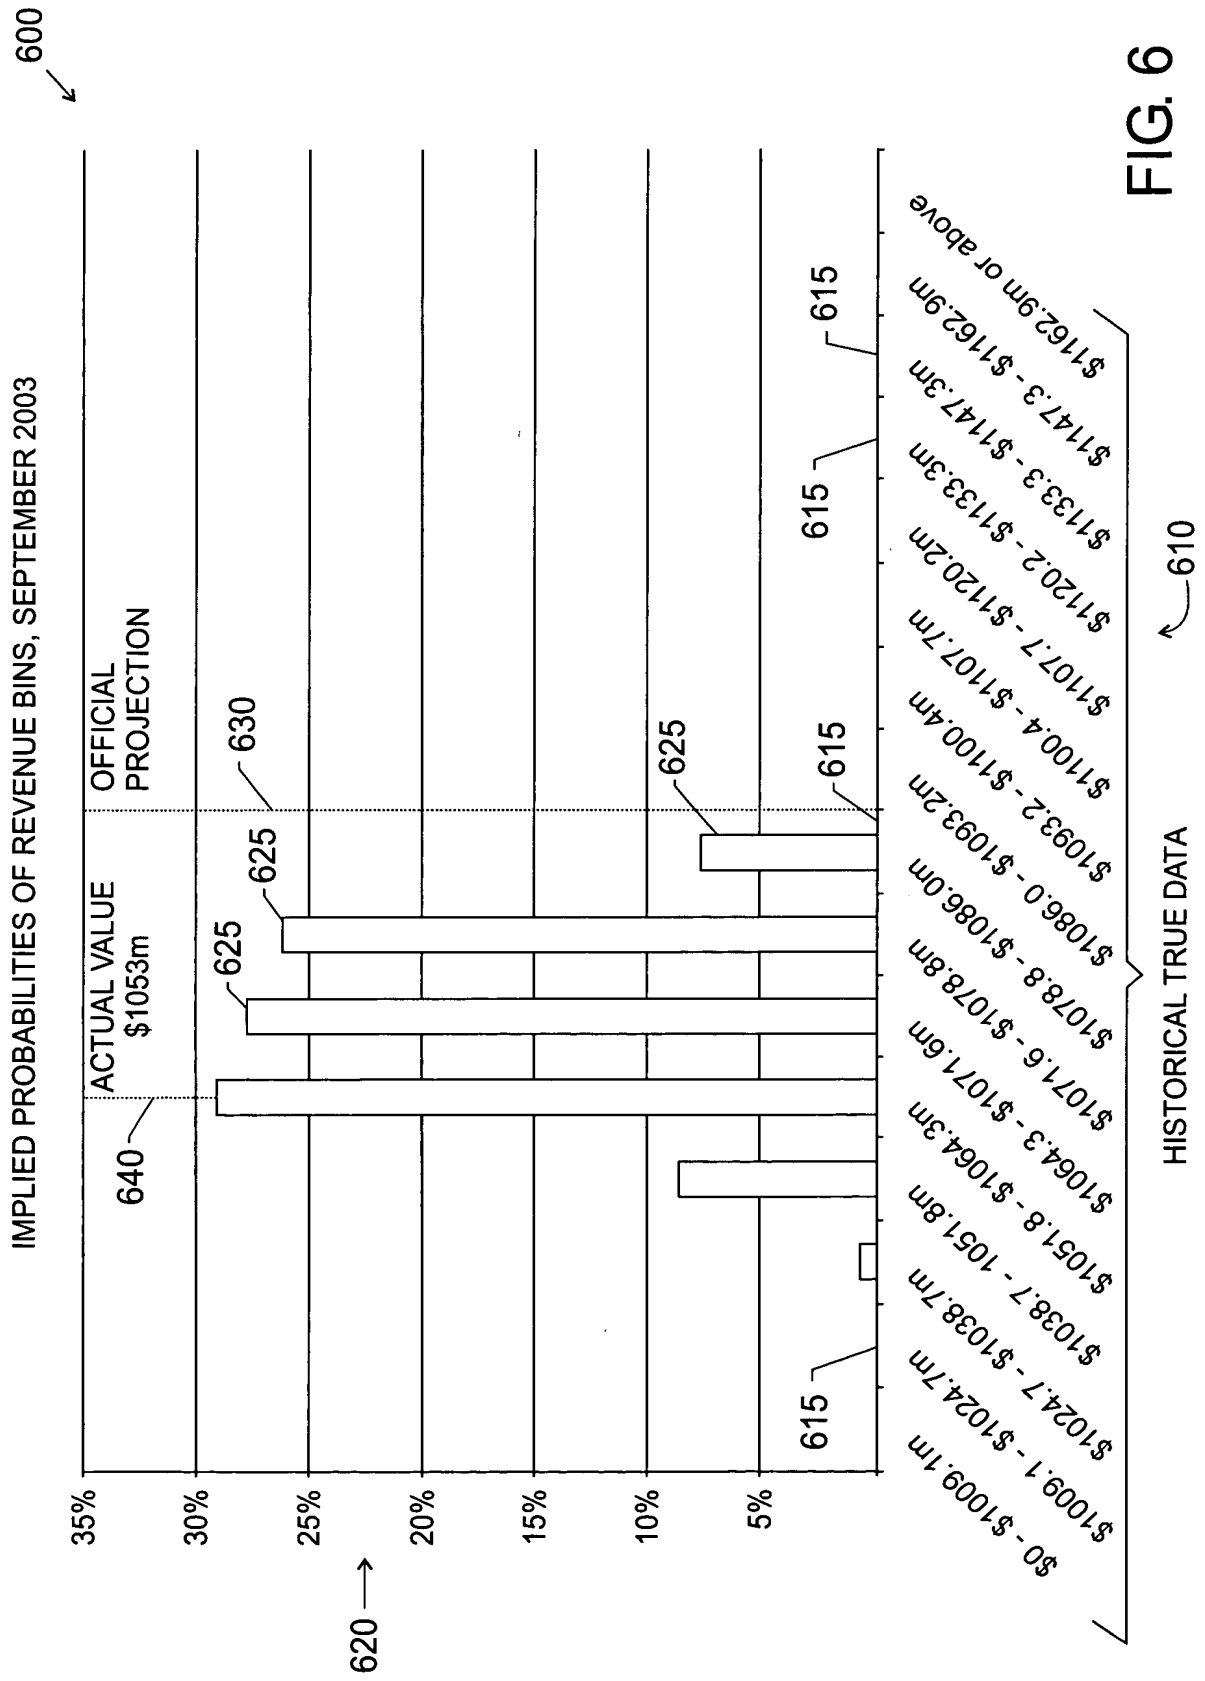 IMPLIED PROBABILITIES OF REVENUE BINS, SEPTEMBER 2003
600
ACTUAL VALUE
$1053m
OFFICIAL
PROJECTION
640
625
625
630
625
615
615
615
615
35%
30%
25%
20%
15%
10%
5%
620
$0 - $1009.1m
$1009.1 - $1024.7m
$1024.7 - $1038.7m
$1038.7 - 1051.8m
$1051.8 - $1064.3m
$1064.3 - $1071.6m
$1071.6 - $1078.8m
$1078.8 - $1086.0m
$1086.0 - $1093.2m
$1093.2 - $1100.4m
$1100.4 - $1107.7m
$1107.7 - $1120.2m
$1120.2 - $1133.3m
$1133.3 - $1147.3m
$1147.3 - $1162.9m
$1162.9m or above
HISTORICAL TRUE DATA
610
FIG. 6